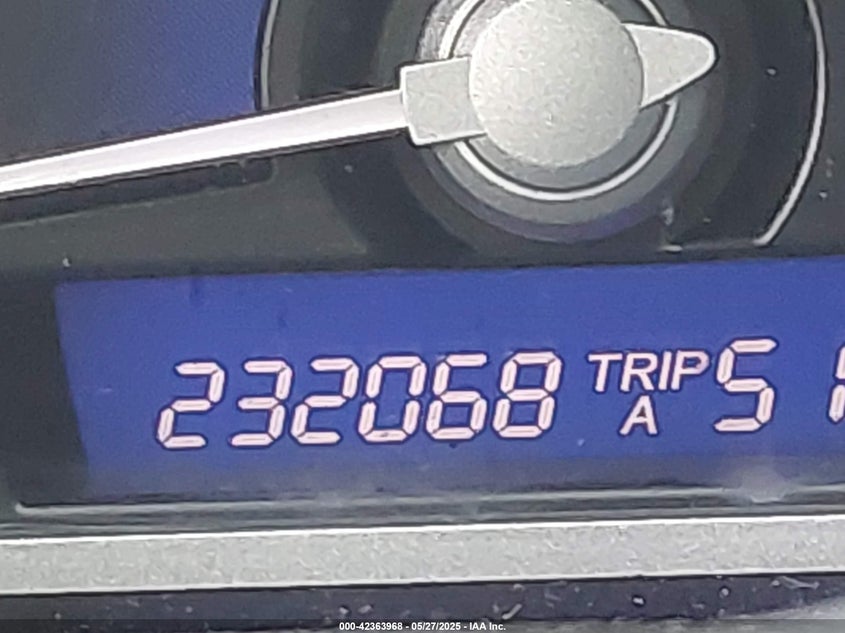 232068 TRIP A 5
000-42363968 - 05/27/2025 - IAA Inc.